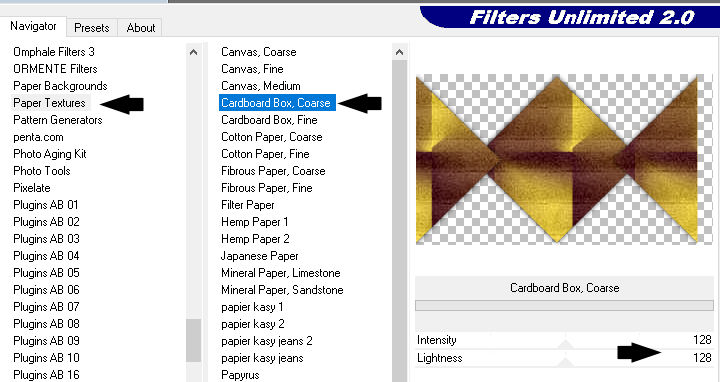 Filters Unlimited 2.0
Navigator Presets About
Omphale Filters 3
ORMENTE Filters
Paper Backgrounds
Paper Textures
Pattern Generators
penta.com
Photo Aging Kit
Photo Tools
Pixelate
Plugins AB 01
Plugins AB 02
Plugins AB 03
Plugins AB 04
Plugins AB 05
Plugins AB 06
Plugins AB 07
Plugins AB 08
Plugins AB 09
Plugins AB 10
Plugins AB 16
Canvas, Coarse
Canvas, Fine
Canvas, Medium
Cardboard Box, Coarse
Cardboard Box, Fine
Cotton Paper, Coarse
Cotton Paper, Fine
Fibrous Paper, Coarse
Fibrous Paper, Fine
Filter Paper
Hemp Paper 1
Hemp Paper 2
Japanese Paper
Mineral Paper, Limestone
Mineral Paper, Sandstone
papier kasy 1
papier kasy 2
papier kasy jeans 2
papier kasy jeans
Papyrus
Cardboard Box, Coarse
Intensity 128
Lightness 128